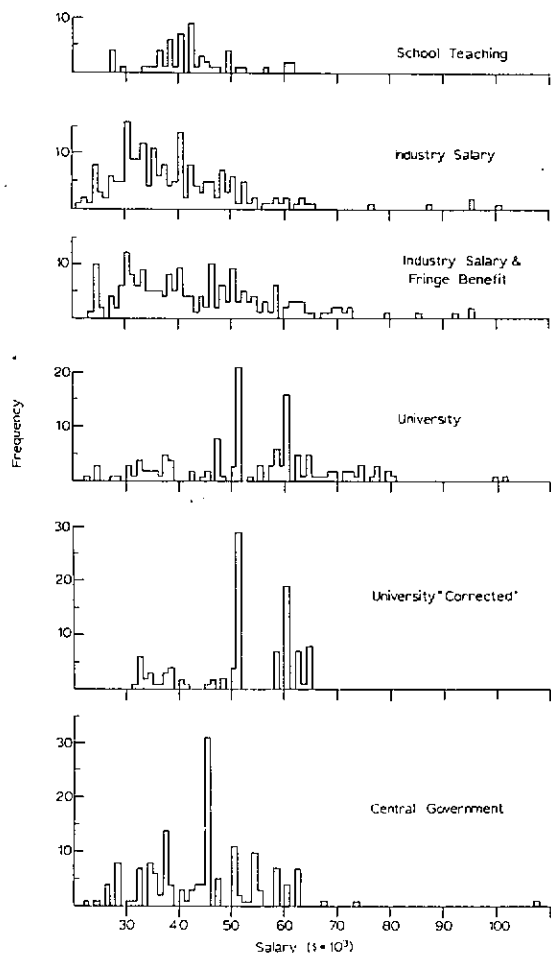 10
School Teaching
10
Industry Salary
10
Industry Salary &
Fringe Benefit
20
10
University
Frequency
30
20
10
University "Corrected"
30
20
10
Central Government
30 40 50 60 70 80 90 100
Salary ($ × 10³)